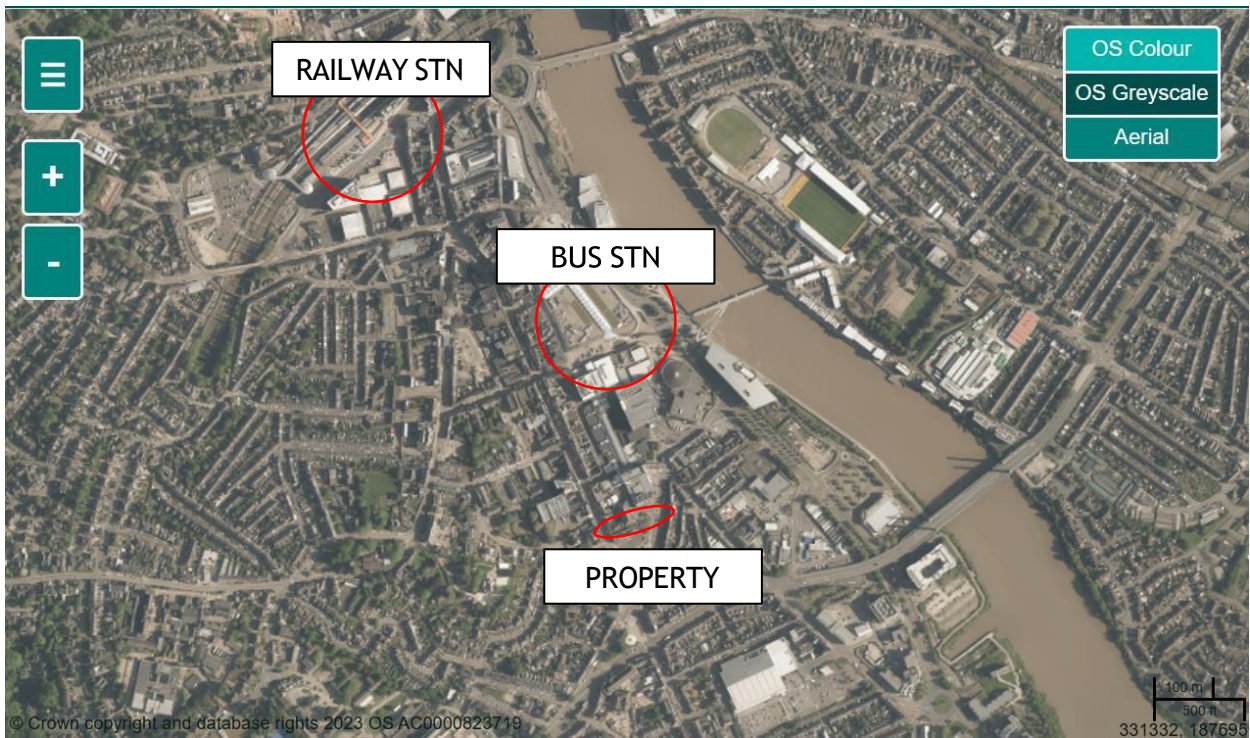 ☰
RAILWAY STN
OS Colour
OS Greyscale
Aerial
+
-
BUS STN
PROPERTY
100 m
500 ft
© Crown copyright and database rights 2023 OS AC0000823719
331332, 187695